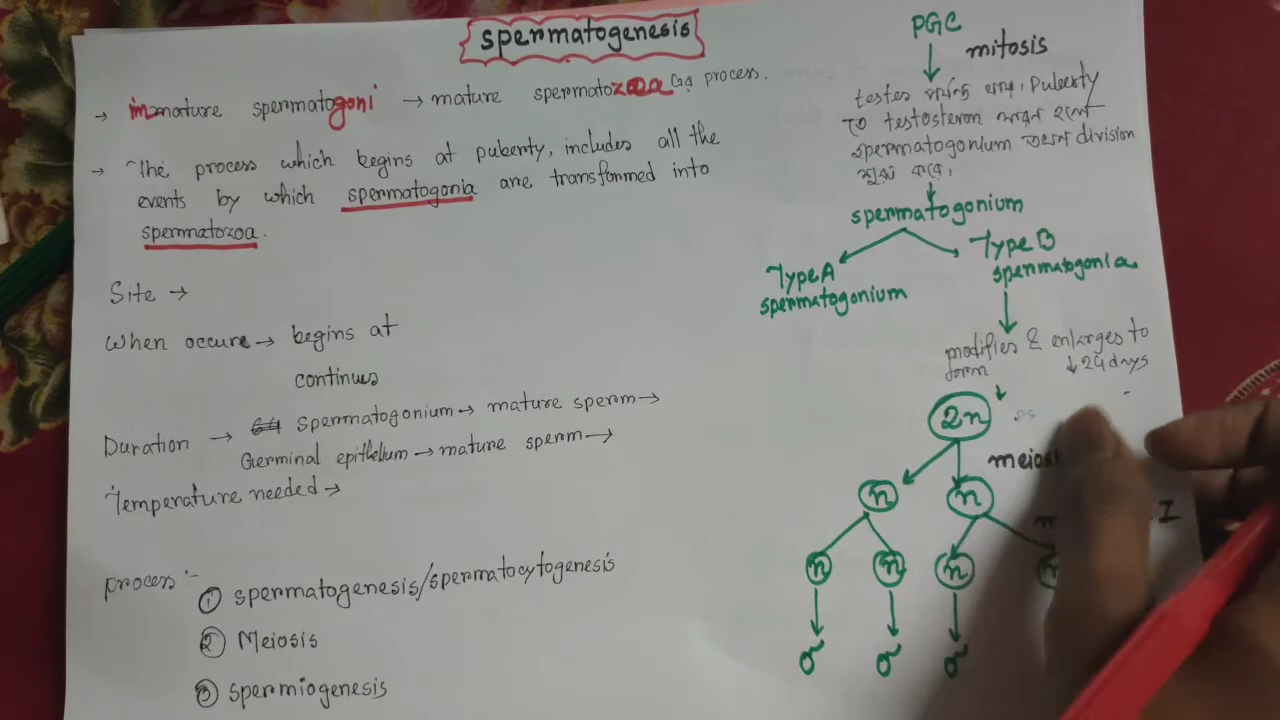 spermatogenesis
→ immature spermatogoni → mature spermatozoa এর process.
→ The process which begins at puberty, includes all the
events by which spermatogonia are transformed into
spermatozoa.
Site →
When occure → begins at
continues
Duration → Spermatogonium → mature sperm →
Germinal epithelium → mature sperm →
Temperature needed →
process :-
① spermatogenesis/spermatocytogenesis
② Meiosis
③ spermiogenesis
PGC
mitosis
testes Puberty
তে testosteron
spermatogonium division
শুরু করে।
spermatogonium
Type A
spermatogonium
Type B
spermatogonia
modifies & enlarges to
form ↓ 24 days
2n
n n
n n n